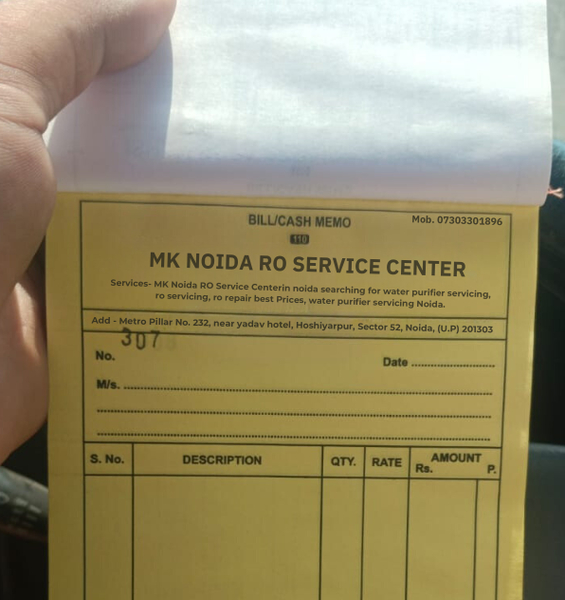 BILL/CASH MEMO
Mob. 07303301896
110
MK NOIDA RO SERVICE CENTER
Services- MK Noida RO Service Centerin noida searching for water purifier servicing,
ro servicing, ro repair best Prices, water purifier servicing Noida.
Add - Metro Pillar No. 232, near yadav hotel, Hoshiyarpur, Sector 52, Noida, (U.P) 201303
307
No.
Date
M/s.
S. No. DESCRIPTION QTY. RATE AMOUNT
Rs. P.